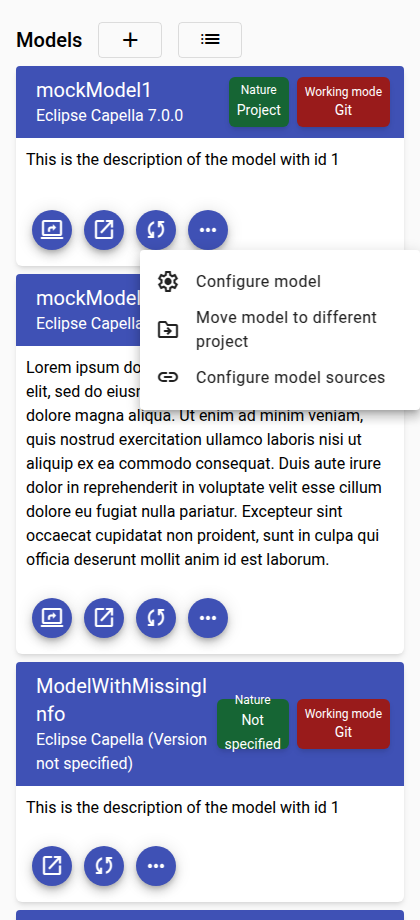 Models
mockModel1
Eclipse Capella 7.0.0
Nature
Project
Working mode
Git
This is the description of the model with id 1
Configure model
Move model to different
project
Configure model sources
mockModel
Eclipse Capella
Lorem ipsum do
elit, sed do eiusm
dolore magna aliqua. Ut enim ad minim veniam,
quis nostrud exercitation ullamco laboris nisi ut
aliquip ex ea commodo consequat. Duis aute irure
dolor in reprehenderit in voluptate velit esse cillum
dolore eu fugiat nulla pariatur. Excepteur sint
occaecat cupidatat non proident, sunt in culpa qui
officia deserunt mollit anim id est laborum.
ModelWithMissingI
nfo
Eclipse Capella (Version
not specified)
Nature
Not
specified
Working mode
Git
This is the description of the model with id 1